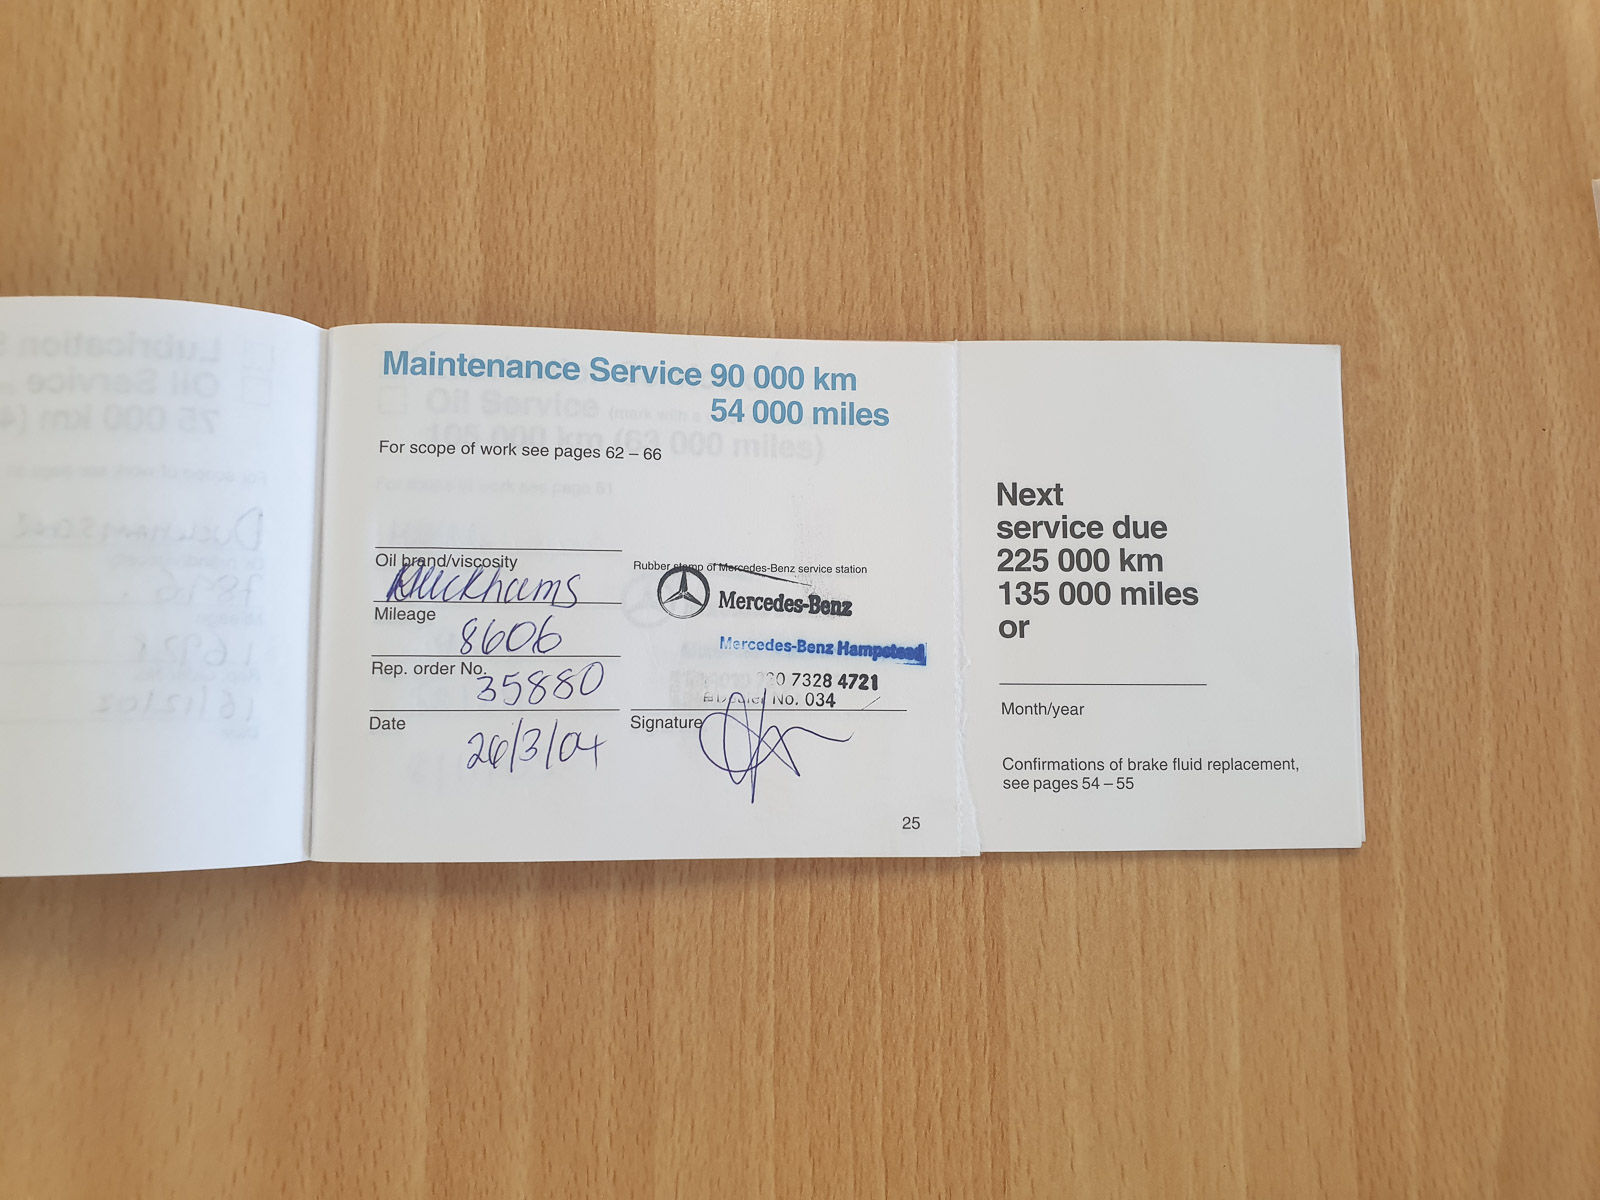 Maintenance Service 90 000 km
54 000 miles
For scope of work see pages 62 – 66
Oil brand/viscosity
Duckhams
Rubber stamp of Mercedes-Benz service station
Mercedes-Benz
Mileage
8606
Mercedes-Benz Hampstead
Rep. order No.
35880
020 7328 4721
Dealer No. 034
Date
26/3/04
Signature
25
Next
service due
225 000 km
135 000 miles
or
Month/year
Confirmations of brake fluid replacement,
see pages 54 – 55